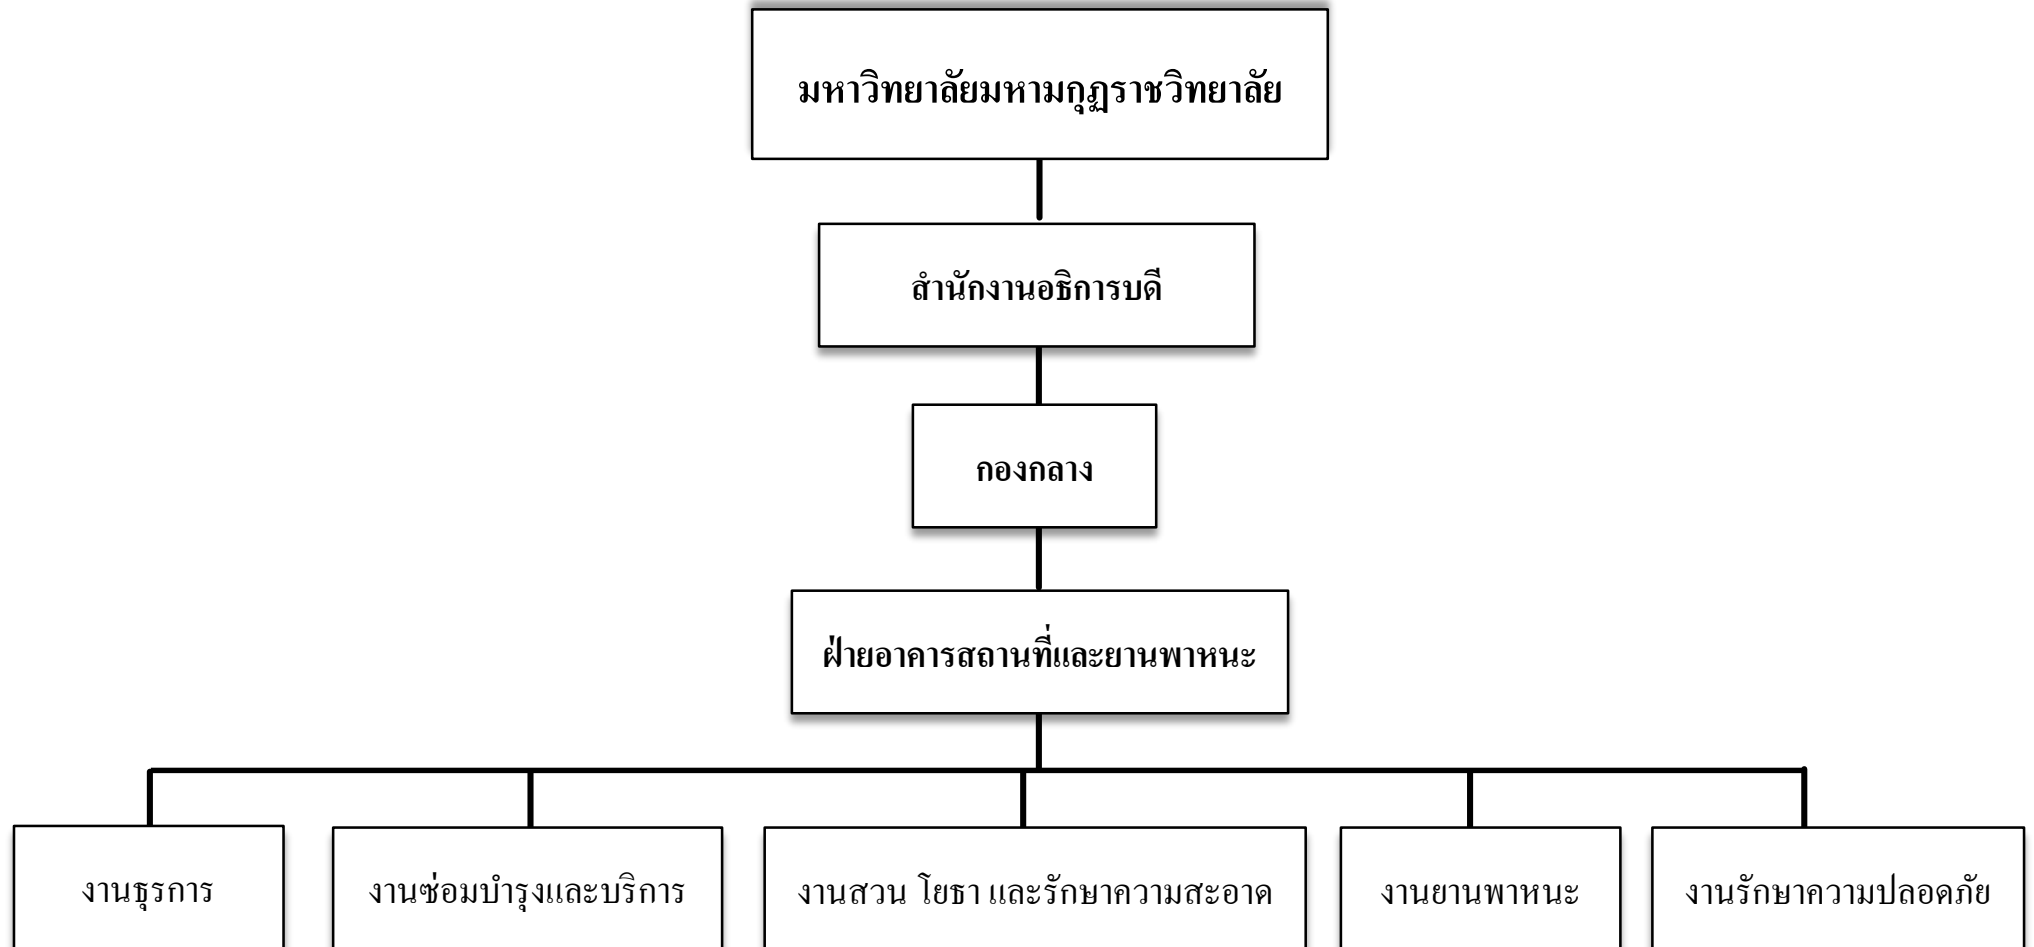 มหาวิทยาลัยมหามกุฏราชวิทยาลัย
สำนักงานอธิการบดี
กองกลาง
ฝ่ายอาคารสถานที่และยานพาหนะ
งานธุรการ
งานซ่อมบำรุงและบริการ
งานสวน โยธา และรักษาความสะอาด
งานยานพาหนะ
งานรักษาความปลอดภัย